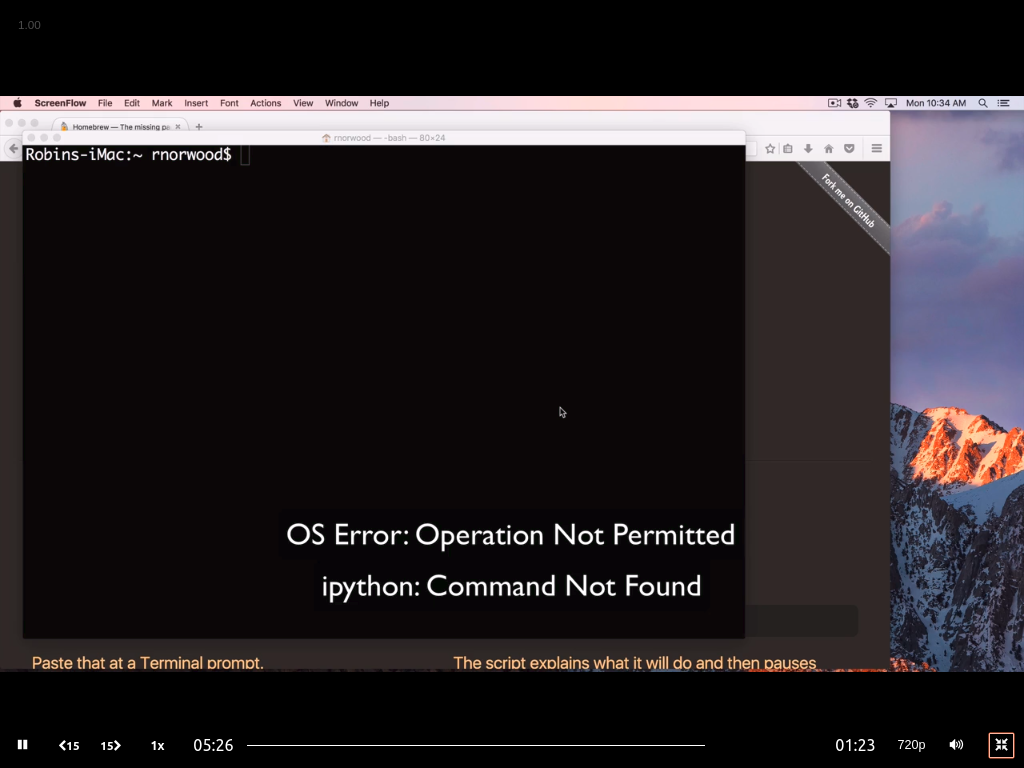 1.00
ScreenFlow File Edit Mark Insert Font Actions View Window Help Mon 10:34 AM
Homebrew — The missing pa
rnorwood — -bash — 80×24
Robins-iMac:~ rnorwood$
Fork me on GitHub
OS Error: Operation Not Permitted
ipython: Command Not Found
Paste that at a Terminal prompt.
The script explains what it will do and then pauses
15 15 1x 05:26 01:23 720p